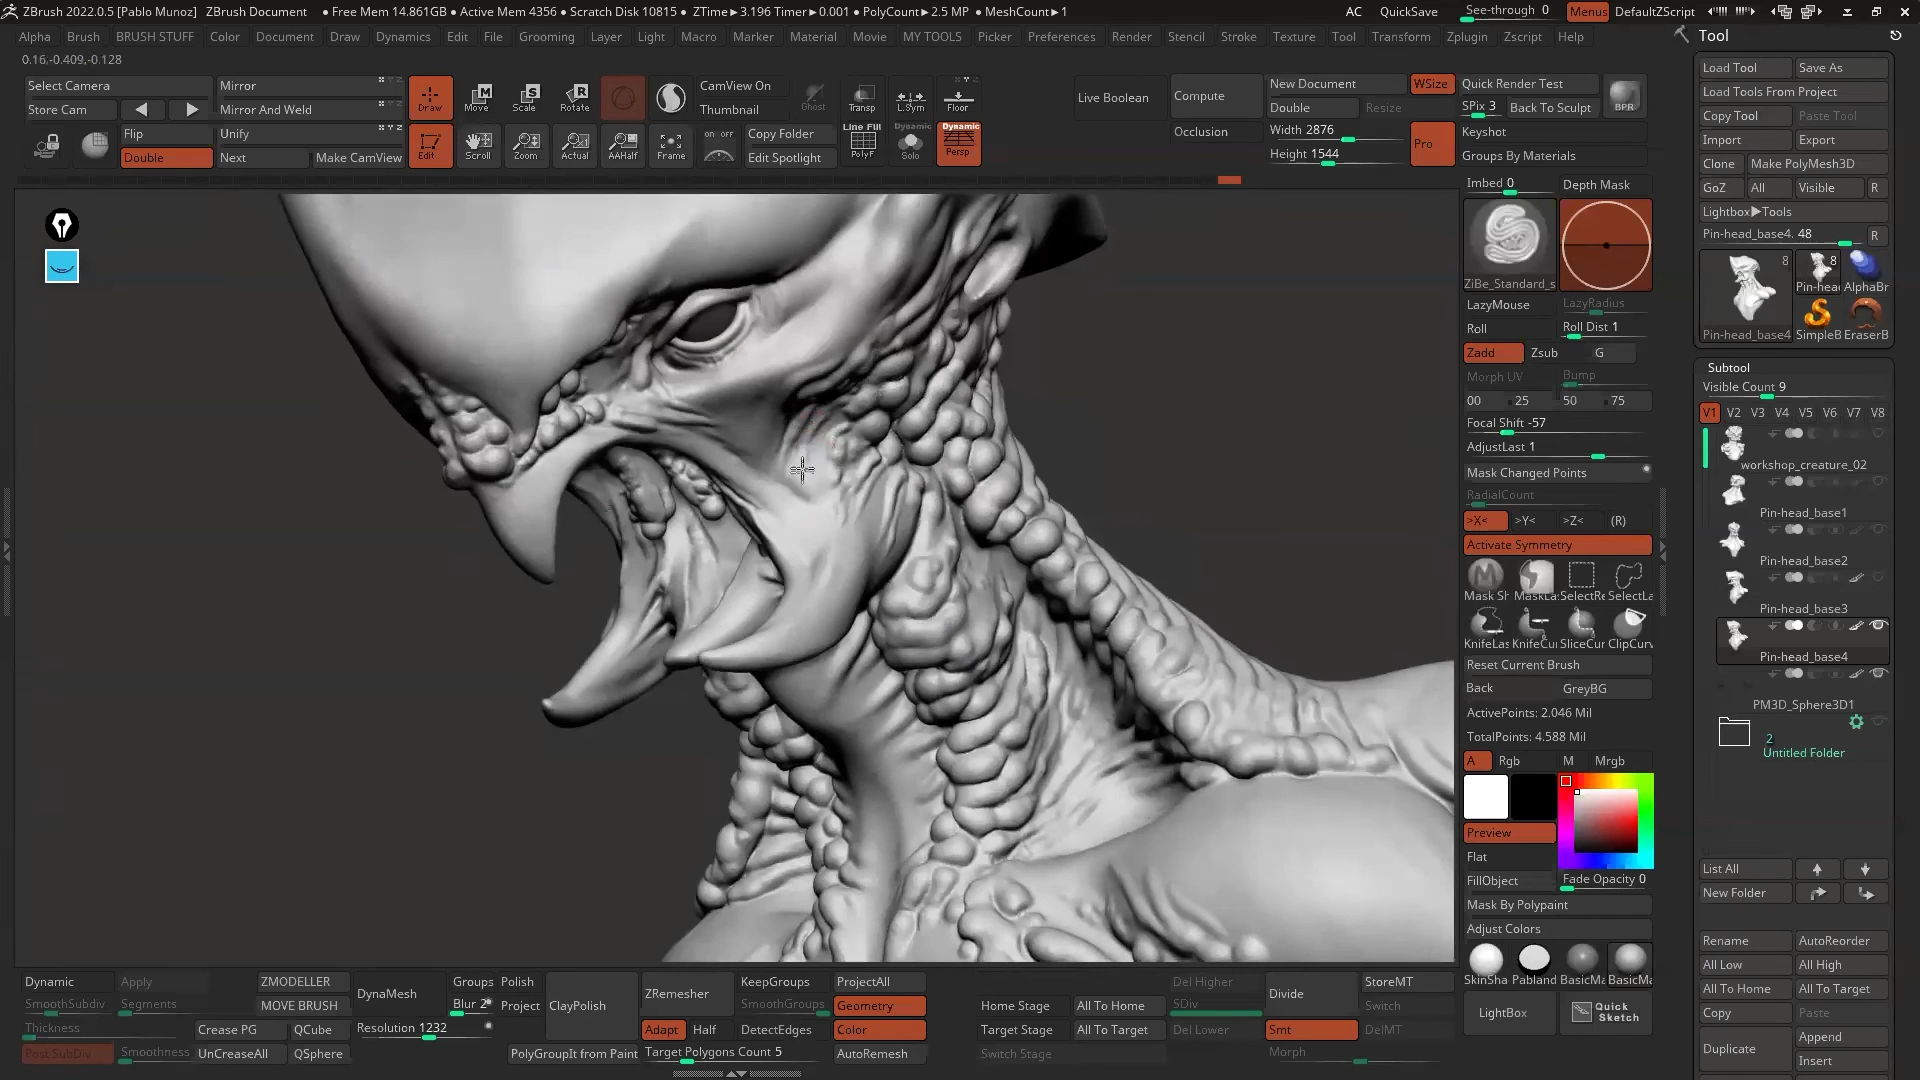 ZBrush 2022.0.5 [Pablo Munoz] ZBrush Document ● Free Mem 14.861GB ● Active Mem 4356 ● Scratch Disk 10815 ● ZTime►3.196 Timer►0.001 ● PolyCount►2.5 MP ● MeshCount►1 AC QuickSave See-through 0 Menus DefaultZScript
Alpha Brush BRUSH STUFF Color Document Draw Dynamics Edit File Grooming Layer Light Macro Marker Material Movie MY TOOLS Picker Preferences Render Stencil Stroke Texture Tool Transform Zplugin Zscript Help
0.16,-0.409,-0.128
Select Camera Mirror
Store Cam Mirror And Weld
Flip Unify
Double Next Make CamView
Draw Move Scale Rotate
Edit Scroll Zoom Actual AAHalf Frame
CamView On
Thumbnail
ON OFF Copy Folder
Edit Spotlight
Ghost Transp L.Sym Floor
Line Fill Dynamic Dynamic
PolyF Solo Persp
Live Boolean
Compute
Occlusion
New Document
Double Resize
Width 2876
Height 1544
WSize
Pro
Quick Render Test
SPix 3 Back To Sculpt
BPR
Keyshot
Groups By Materials
Imbed 0 Depth Mask
ZiBe_Standard_s
LazyMouse LazyRadius
Roll Roll Dist 1
Zadd Zsub G
Morph UV Bump
00 25 50 75
Focal Shift -57
AdjustLast 1
Mask Changed Points
RadialCount
>X< >Y< >Z< (R)
Activate Symmetry
Mask Sh MaskLa SelectRe SelectLa
KnifeLas KnifeCu SliceCur ClipCurv
Reset Current Brush
Back GreyBG
ActivePoints: 2.046 Mil
TotalPoints: 4.588 Mil
A Rgb M Mrgb
Preview
Flat
FillObject Fade Opacity 0
Mask By Polypaint
Adjust Colors
SkinSha Pabland BasicMa BasicMa
LightBox Quick Sketch
Tool
Load Tool Save As
Load Tools From Project
Copy Tool Paste Tool
Import Export
Clone Make PolyMesh3D
GoZ All Visible R
Lightbox►Tools
Pin-head_base4. 48 R
8 8
Pin-hea AlphaBr
Pin-head_base4 SimpleB EraserB
Subtool
Visible Count 9
V1 V2 V3 V4 V5 V6 V7 V8
workshop_creature_02
Pin-head_base1
Pin-head_base2
Pin-head_base3
Pin-head_base4
PM3D_Sphere3D1
2
Untitled Folder
List All
New Folder
Rename AutoReorder
All Low All High
All To Home All To Target
Copy Paste
Duplicate Append
Insert
Dynamic Apply ZMODELLER
SmoothSubdiv Segments MOVE BRUSH
Thickness Crease PG QCube
Post SubDiv Smoothness UnCreaseAll QSphere
DynaMesh Groups Polish
Blur 2 Project
Resolution 1232
ClayPolish
PolyGroupIt from Paint
ZRemesher KeepGroups ProjectAll
SmoothGroups Geometry
Adapt Half DetectEdges Color
Target Polygons Count 5 AutoRemesh
Home Stage All To Home
Target Stage All To Target
Switch Stage
Del Higher Divide StoreMT
SDiv Switch
Del Lower Smt DelMT
Morph